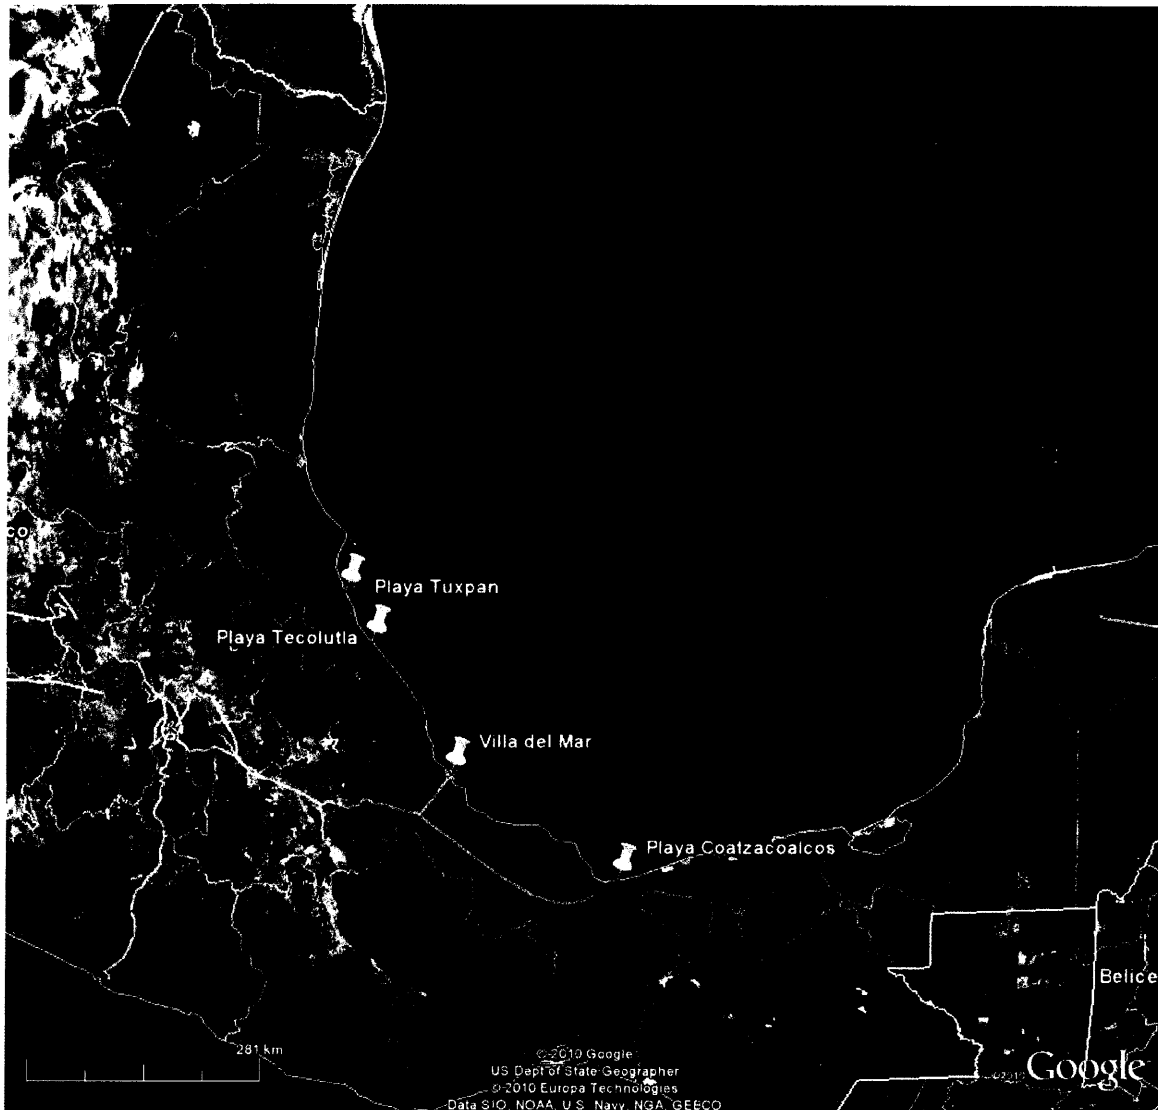 co
Playa Tuxpan
Playa Tecolutla
Villa del Mar
Playa Coatzacoalcos
Belice
281 km
©2010 Google
US Dept of State Geographer
© 2010 Europa Technologies
Data SIO, NOAA, U.S. Navy, NGA, GEBCO
©2010 Google